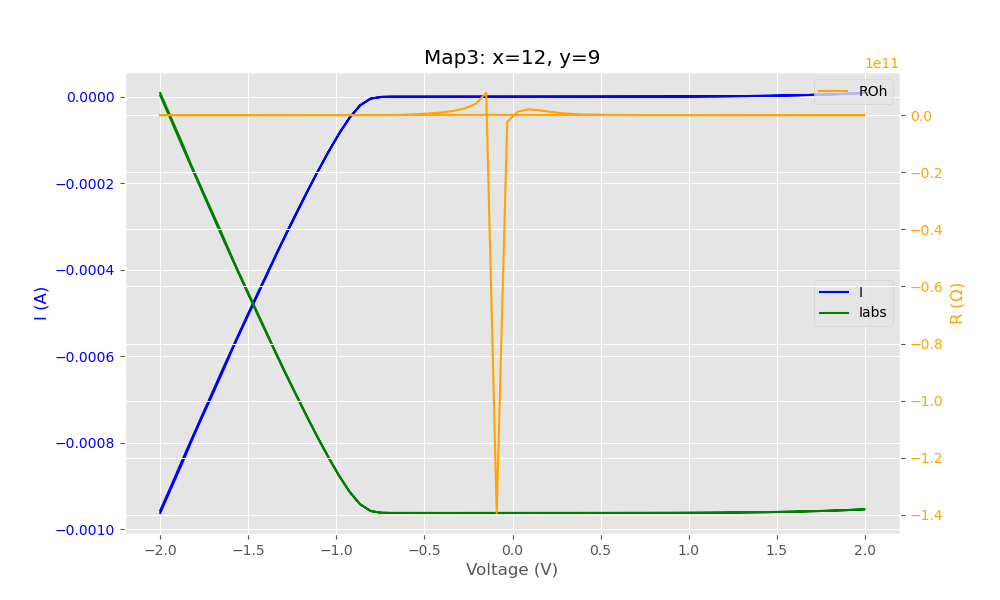 Map3: x=12, y=9
1e11
0.0000
−0.0002
−0.0004
−0.0006
−0.0008
−0.0010
I (A)
−2.0
−1.5
−1.0
−0.5
0.0
0.5
1.0
1.5
2.0
Voltage (V)
ROh
I
Iabs
0.0
−0.2
−0.4
−0.6
−0.8
−1.0
−1.2
−1.4
R (Ω)